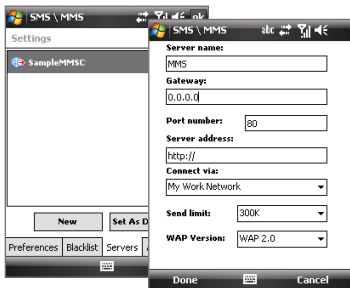 SMS \ MMS
ok
Settings
SampleMMSC
New
Set As D
Preferences Blacklist Servers
SMS \ MMS abc
Server name:
MMS
Gateway:
0.0.0.0
Port number: 80
Server address:
http://
Connect via:
My Work Network
Send limit: 300K
WAP Version: WAP 2.0
Done Cancel